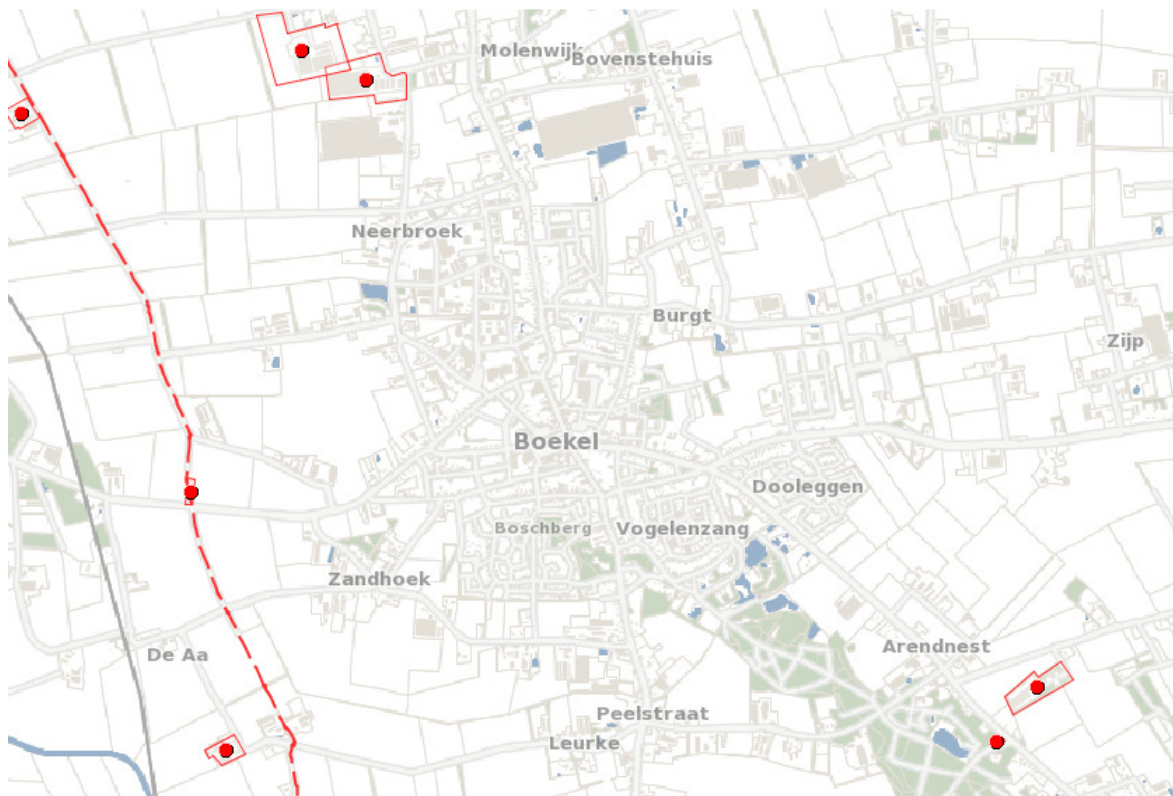 Molenwijk
Bovenstehuis
Neerbroek
Burgt
Zijp
Boekel
Dooleggen
Boschberg
Vogelenzang
Zandhoek
Arendnest
De Aa
Peelstraat
Leurke